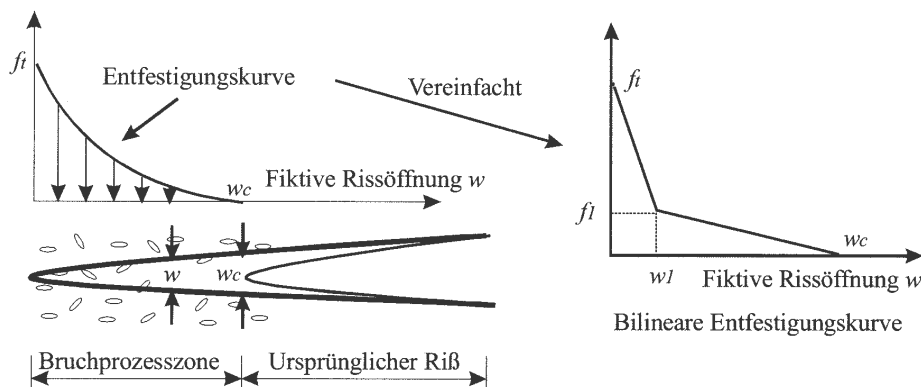 ft
Entfestigungskurve
Vereinfacht
wc
Fiktive Rissöffnung w
w
wc
Bruchprozesszone
Ursprünglicher Riß
ft
f1
wc
w1
Fiktive Rissöffnung w
Bilineare Entfestigungskurve